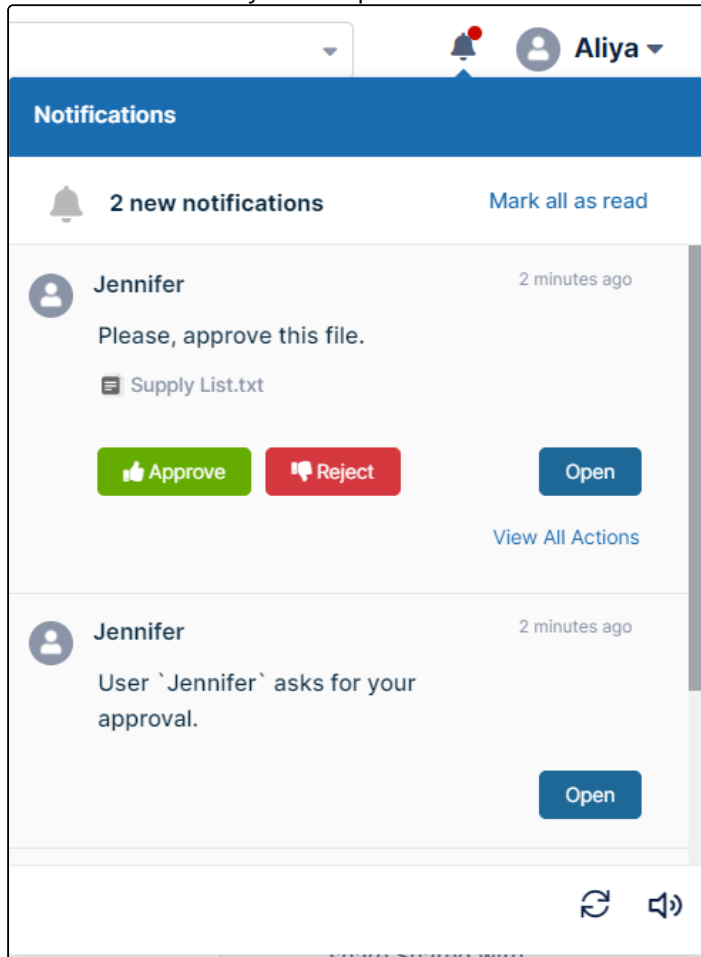 Aliya
Notifications
2 new notifications Mark all as read
Jennifer 2 minutes ago
Please, approve this file.
Supply List.txt
Approve Reject Open
View All Actions
Jennifer 2 minutes ago
User `Jennifer` asks for your
approval.
Open